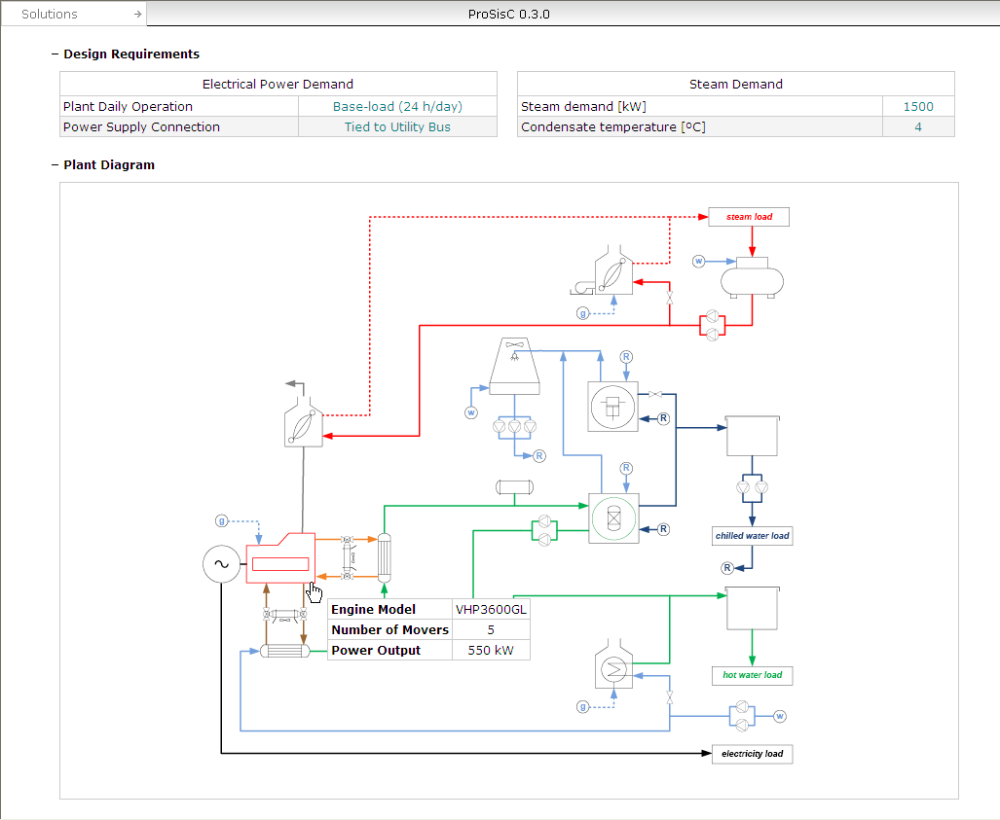 Solutions →
ProSisC 0.3.0
− Design Requirements
Electrical Power Demand
Plant Daily Operation Base-load (24 h/day)
Power Supply Connection Tied to Utility Bus
Steam Demand
Steam demand [kW] 1500
Condensate temperature [ºC] 4
− Plant Diagram
steam load
w
g
R
w
R
R
R
R
chilled water load
R
g
~
Engine Model VHP3600GL
Number of Movers 5
Power Output 550 kW
hot water load
g
w
electricity load